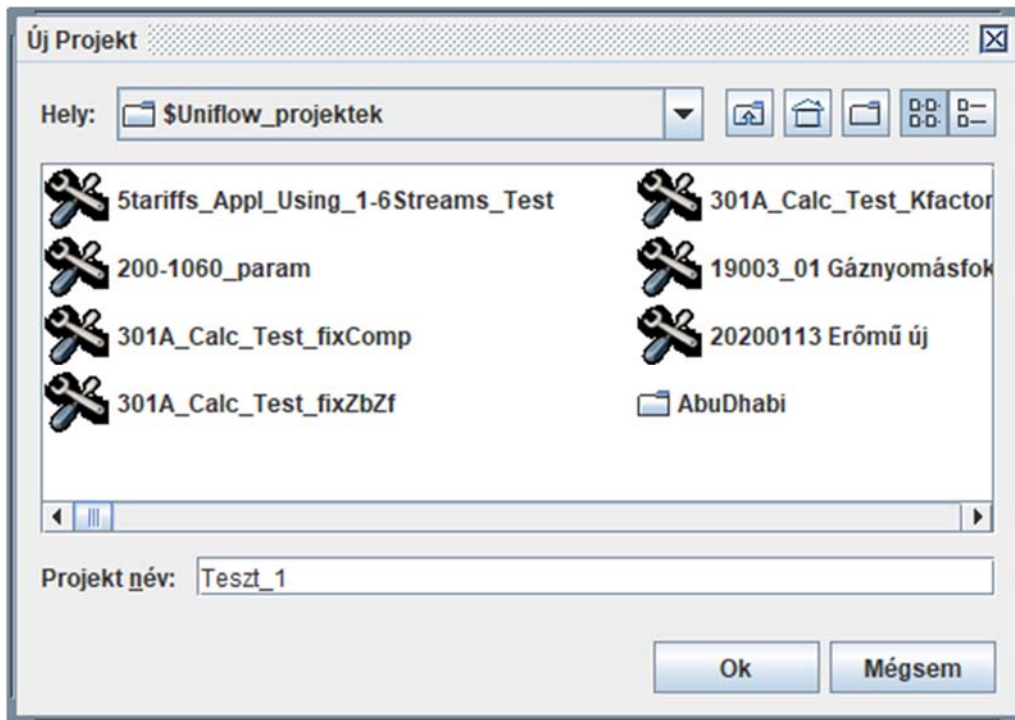 Új Projekt
Hely: $Uniflow_projektek
5tariffs_Appl_Using_1-6Streams_Test
200-1060_param
301A_Calc_Test_fixComp
301A_Calc_Test_fixZbZf
301A_Calc_Test_Kfactor
19003_01 Gáznyomásfok
20200113 Erőmű új
AbuDhabi
Projekt név: Teszt_1
Ok Mégsem